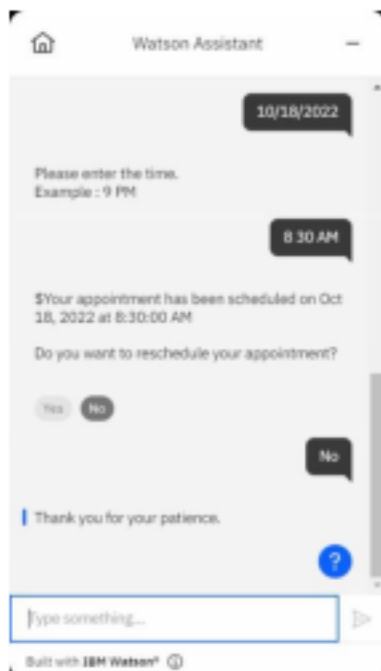 Watson Assistant
10/18/2022
Please enter the time.
Example : 9 PM
8 30 AM
$Your appointment has been scheduled on Oct
18, 2022 at 8:30:00 AM
Do you want to reschedule your appointment?
Yes No
No
Thank you for your patience.
?
Type something...
Built with IBM Watson®